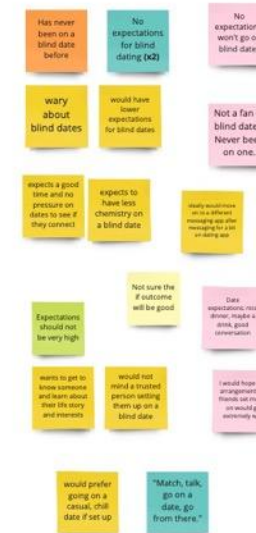 Has never
been on a
blind date
before
No
expectations
for blind
dating (x2)
No
won't go o
blind date
wary
about
blind dates
would have
lower
expectations
for blind dates
Not a fan
blind date
Never bee
on one.
expects a good
time and no
pressure on
dates to see if
they connect
expects to
have less
chemistry on
a blind date
ideally would move
on to a different
messaging app after
messaging for a bit
on dating app
Not sure the
if outcome
will be good
Expectations
should not
be very high
Date
expectations, nice
dinner, maybe a
drink, good
conversation
wants to get to
know someone
and learn about
their life story
and interests
would not
mind a trusted
person setting
them up on a
blind date
I would hope
arrangement
friends set me
on would g
extremely w
would prefer
going on a
casual, chill
date if set up
"Match, talk,
go on a
date, go
from there."